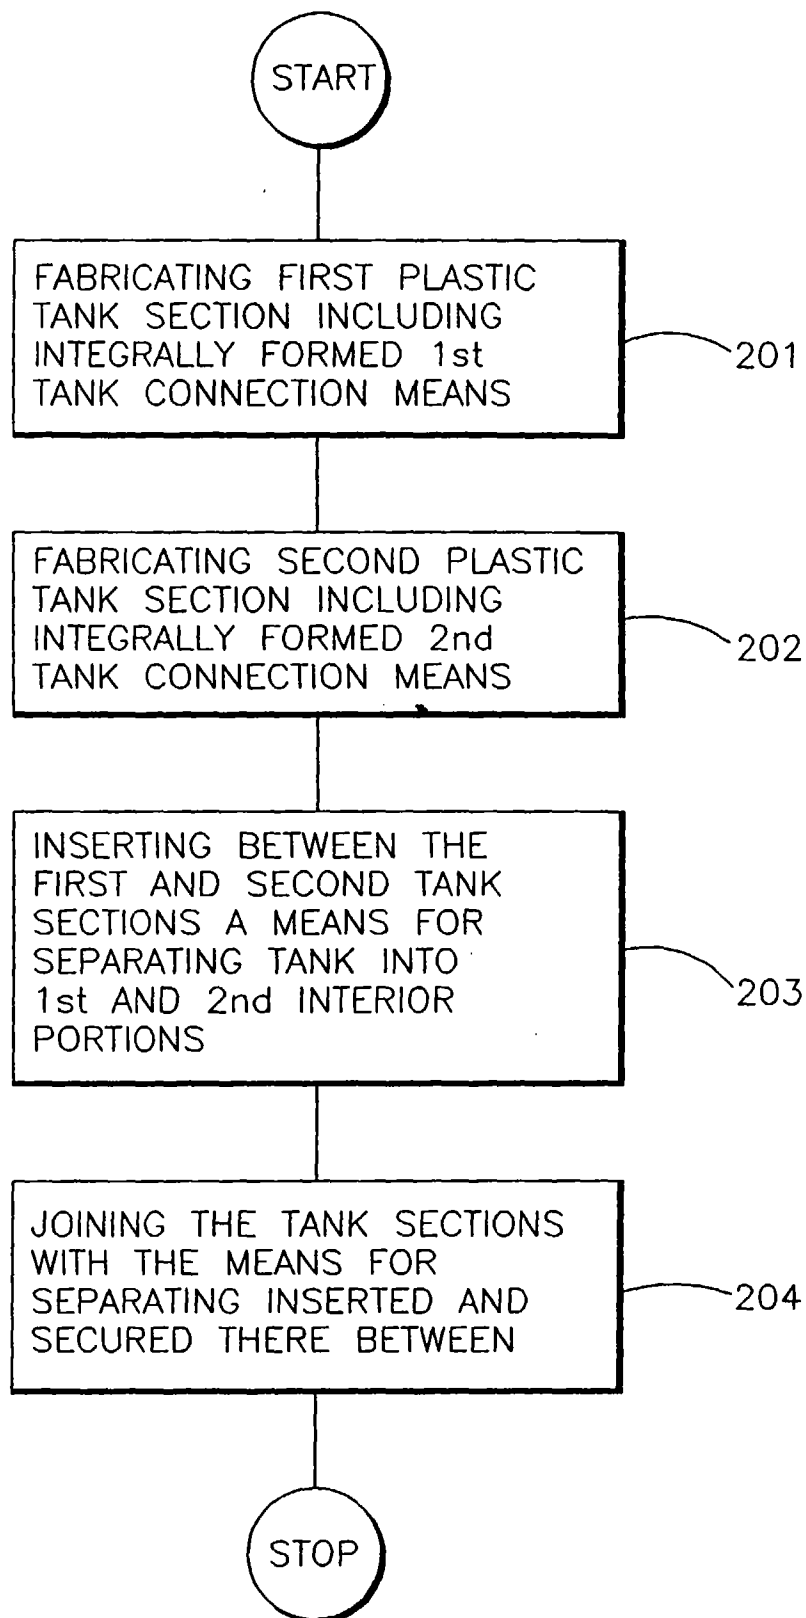 START
FABRICATING FIRST PLASTIC
TANK SECTION INCLUDING
INTEGRALLY FORMED 1st
TANK CONNECTION MEANS
201
FABRICATING SECOND PLASTIC
TANK SECTION INCLUDING
INTEGRALLY FORMED 2nd
TANK CONNECTION MEANS
202
INSERTING BETWEEN THE
FIRST AND SECOND TANK
SECTIONS A MEANS FOR
SEPARATING TANK INTO
1st AND 2nd INTERIOR
PORTIONS
203
JOINING THE TANK SECTIONS
WITH THE MEANS FOR
SEPARATING INSERTED AND
SECURED THERE BETWEEN
204
STOP